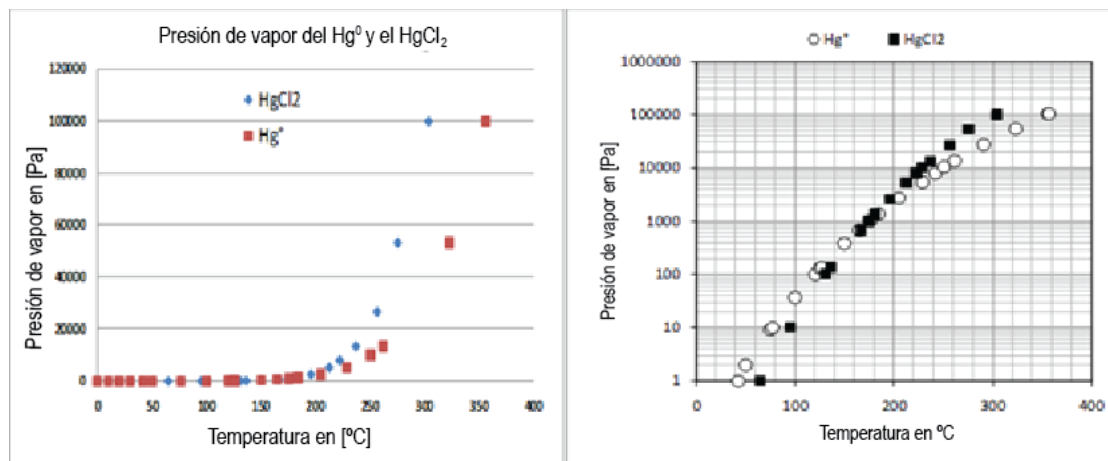 Presión de vapor del Hg⁰ y el HgCl₂
Presión de vapor en [Pa]
120000
100000
80000
60000
40000
20000
0
HgCl2
Hg°
0 50 100 150 200 250 300 350 400
Temperatura en [ºC]
Hg° HgCl2
Presión de vapor en [Pa]
1000000
100000
10000
1000
100
10
1
0 100 200 300 400
Temperatura en ºC